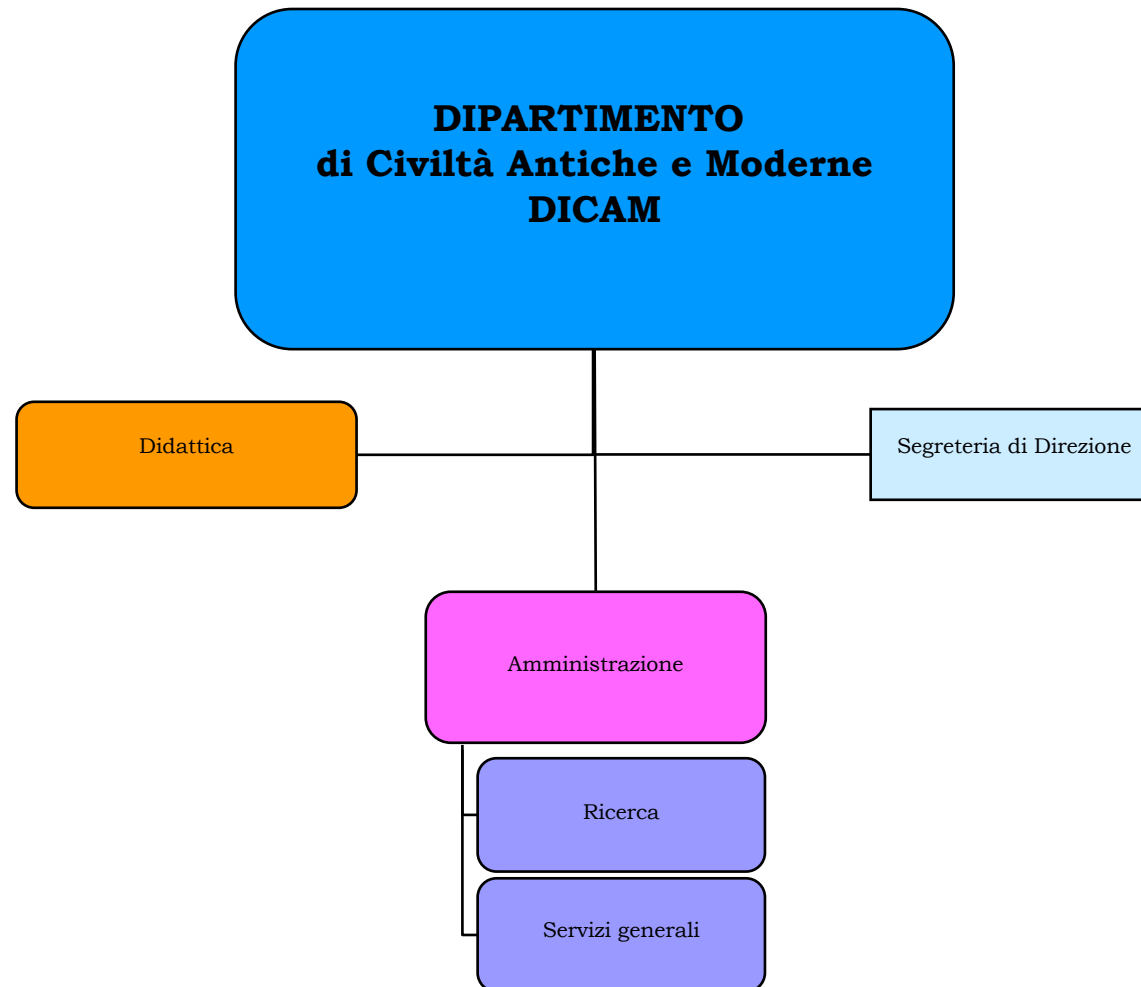 DIPARTIMENTO
di Civiltà Antiche e Moderne
DICAM
Didattica
Segreteria di Direzione
Amministrazione
Ricerca
Servizi generali